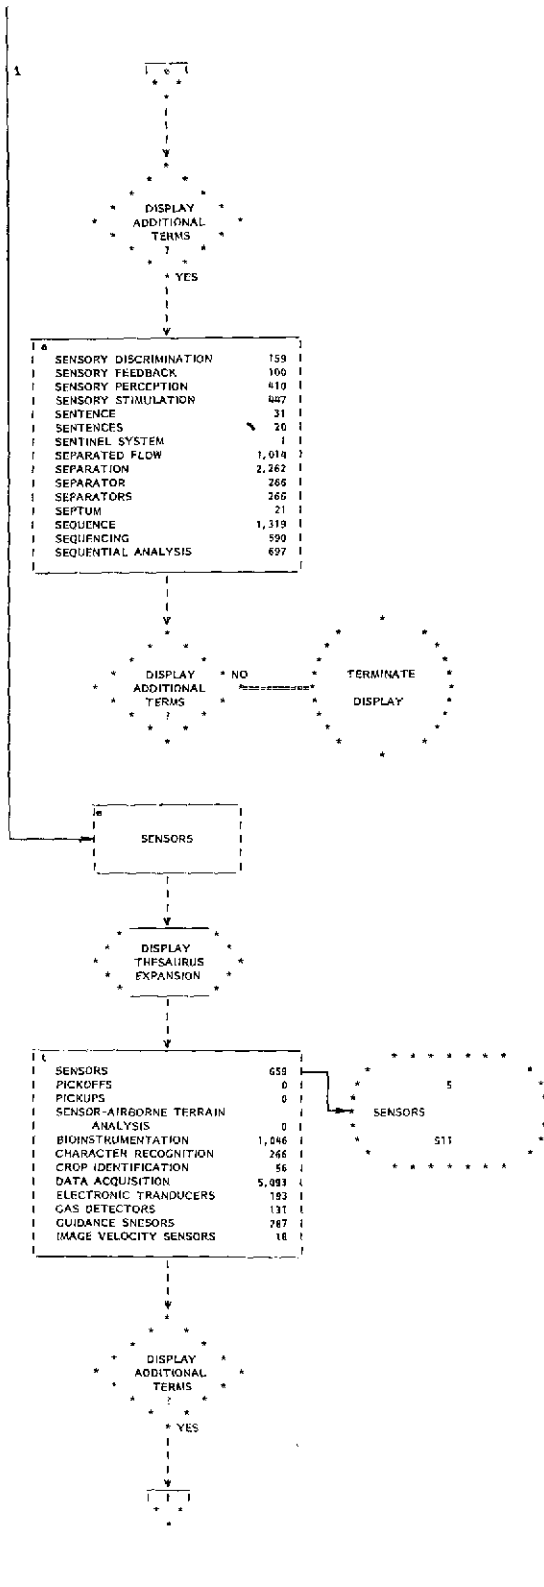 1
e
DISPLAY
ADDITIONAL
TERMS
?
YES
e
SENSORY DISCRIMINATION 159
SENSORY FEEDBACK 100
SENSORY PERCEPTION 410
SENSORY STIMULATION 447
SENTENCE 31
SENTENCES 20
SENTINEL SYSTEM 1
SEPARATED FLOW 1,014
SEPARATION 2,262
SEPARATOR 266
SEPARATORS 266
SEPTUM 21
SEQUENCE 1,319
SEQUENCING 590
SEQUENTIAL ANALYSIS 697
DISPLAY
ADDITIONAL
TERMS
?
NO
TERMINATE
DISPLAY
e
SENSORS
DISPLAY
THESAURUS
EXPANSION
t
SENSORS 659
PICKOFFS 0
PICKUPS 0
SENSOR-AIRBORNE TERRAIN
ANALYSIS 0
BIOINSTRUMENTATION 1,046
CHARACTER RECOGNITION 266
CROP IDENTIFICATION 56
DATA ACQUISITION 5,093
ELECTRONIC TRANDUCERS 193
GAS DETECTORS 131
GUIDANCE SNESORS 287
IMAGE VELOCITY SENSORS 18
S
SENSORS
S11
DISPLAY
ADDITIONAL
TERMS
?
YES
t